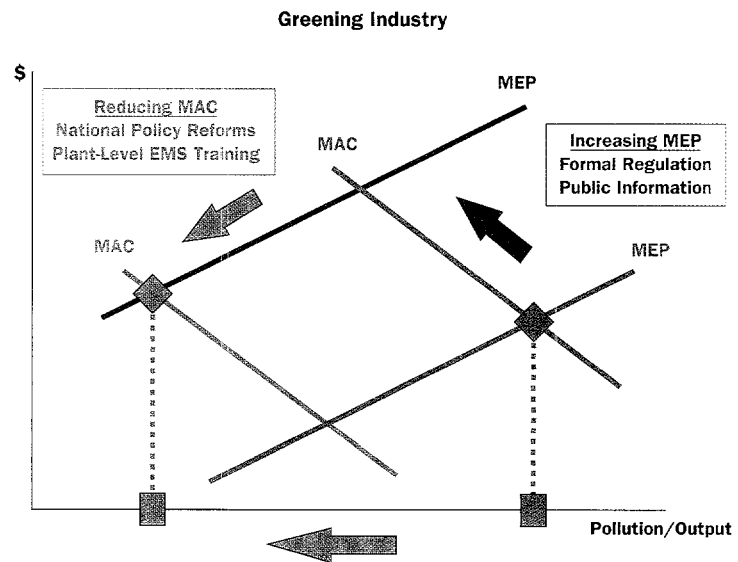 Greening Industry
$
MEP
Reducing MAC
National Policy Reforms
Plant-Level EMS Training
MAC
Increasing MEP
Formal Regulation
Public Information
MAC
MEP
Pollution/Output